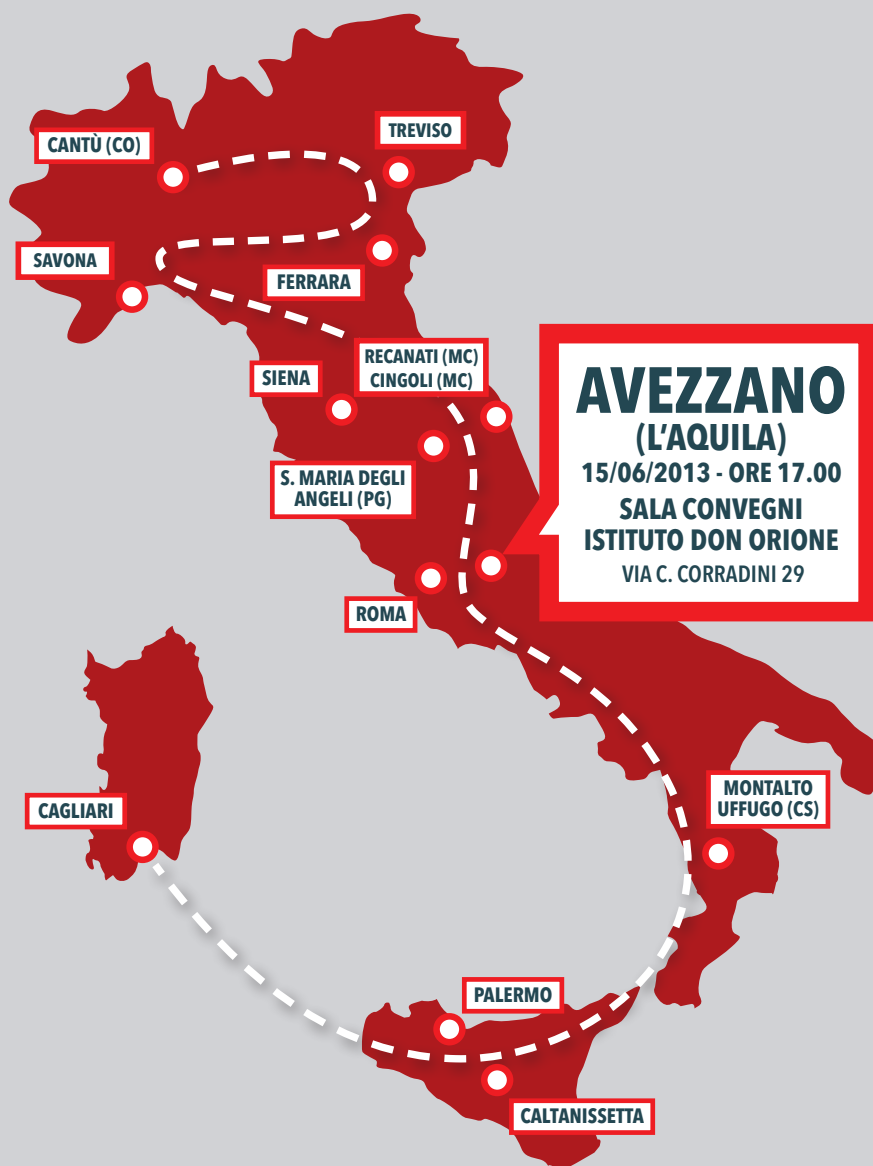 TREVISO
CANTÙ (CO)
SAVONA
FERRARA
RECANATI (MC)
CINGOLI (MC)
SIENA
S. MARIA DEGLI
ANGELI (PG)
AVEZZANO
(L'AQUILA)
15/06/2013 - ORE 17.00
SALA CONVEGNI
ISTITUTO DON ORIONE
VIA C. CORRADINI 29
ROMA
CAGLIARI
MONTALTO
UFFUGO (CS)
PALERMO
CALTANISSETTA